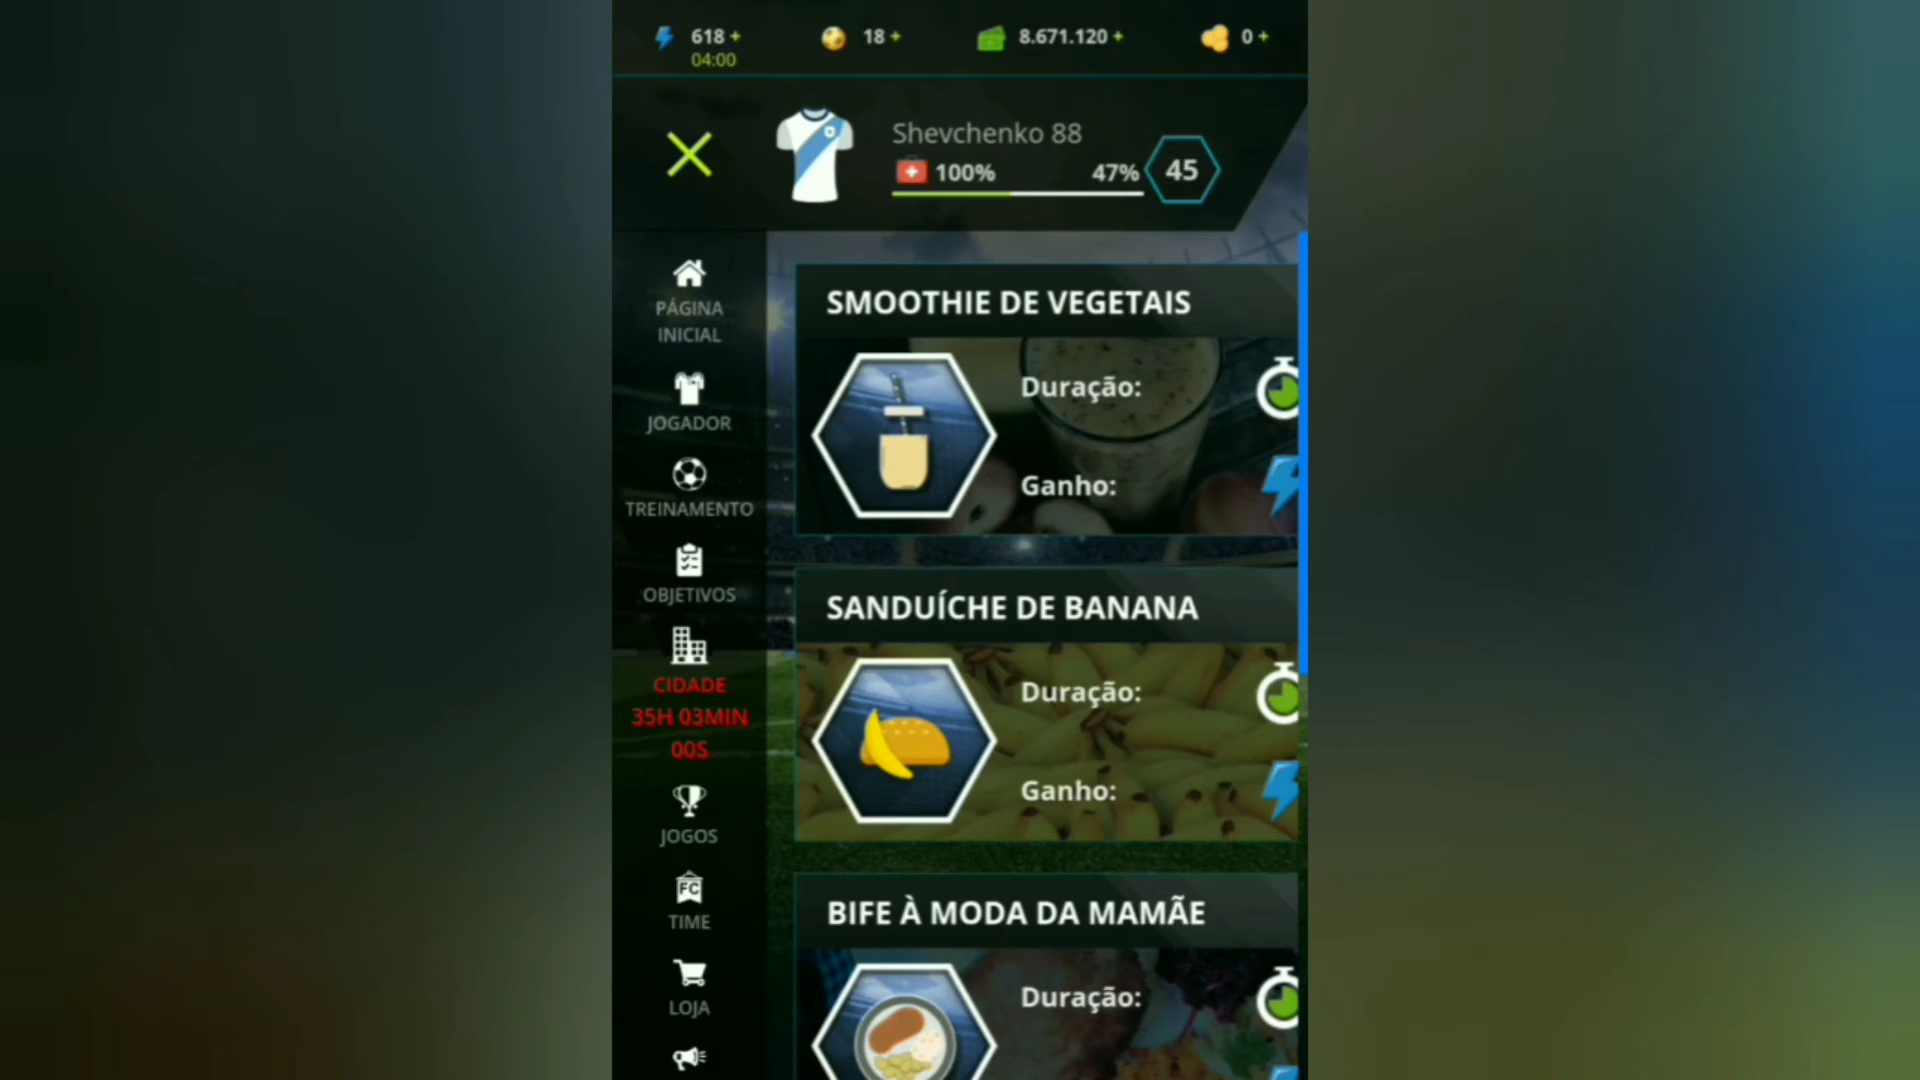 618 + 18 + 8.671.120 + 0 +
04:00
Shevchenko 88
100% 47% 45
PÁGINA
INICIAL
JOGADOR
TREINAMENTO
OBJETIVOS
CIDADE
35H 03MIN
00S
JOGOS
FC
TIME
LOJA
SMOOTHIE DE VEGETAIS
Duração:
Ganho:
SANDUÍCHE DE BANANA
Duração:
Ganho:
BIFE À MODA DA MAMÃE
Duração: